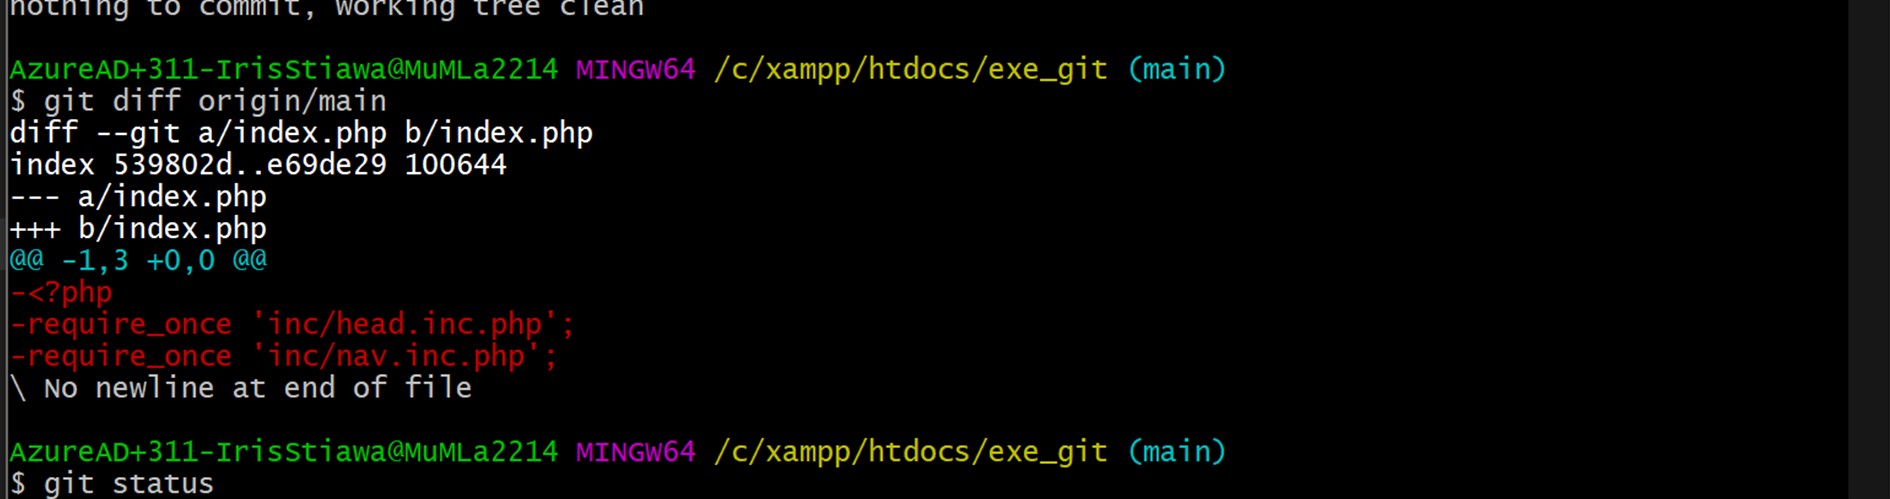 nothing to commit, working tree clean
AzureAD+311-IrisStiawa@MuMLa2214 MINGW64 /c/xampp/htdocs/exe_git (main)
$ git diff origin/main
diff --git a/index.php b/index.php
index 539802d..e69de29 100644
--- a/index.php
+++ b/index.php
@@ -1,3 +0,0 @@
-<?php
-require_once 'inc/head.inc.php';
-require_once 'inc/nav.inc.php';
\ No newline at end of file
AzureAD+311-IrisStiawa@MuMLa2214 MINGW64 /c/xampp/htdocs/exe_git (main)
$ git status